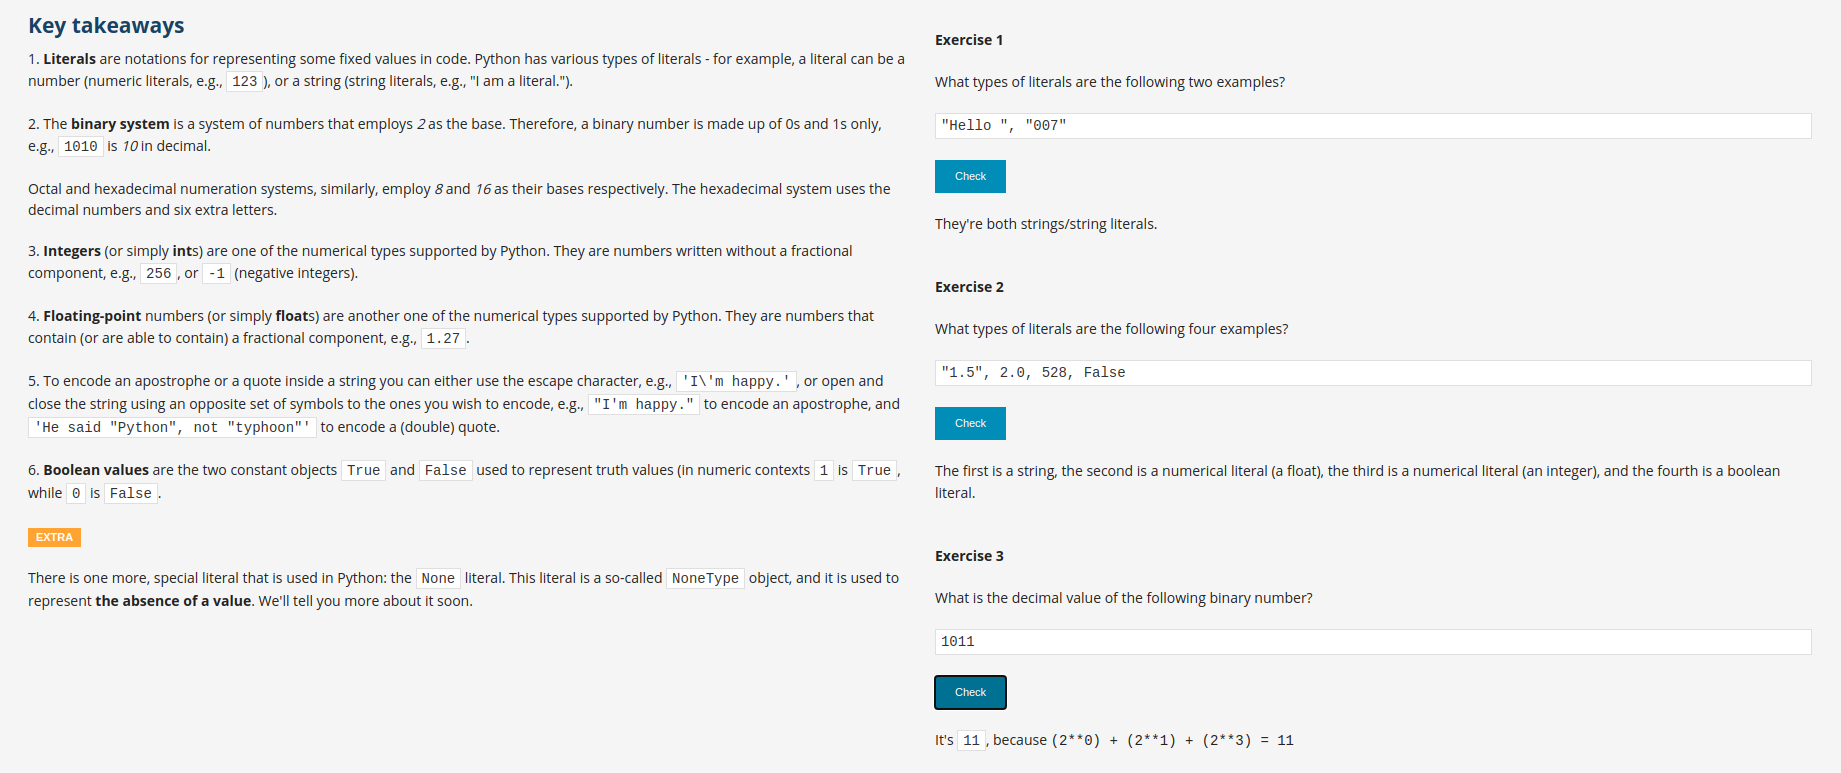 Key takeaways
1. Literals are notations for representing some fixed values in code. Python has various types of literals - for example, a literal can be a
number (numeric literals, e.g., 123 ), or a string (string literals, e.g., "I am a literal.").
2. The binary system is a system of numbers that employs 2 as the base. Therefore, a binary number is made up of 0s and 1s only,
e.g., 1010 is 10 in decimal.
Octal and hexadecimal numeration systems, similarly, employ 8 and 16 as their bases respectively. The hexadecimal system uses the
decimal numbers and six extra letters.
3. Integers (or simply ints) are one of the numerical types supported by Python. They are numbers written without a fractional
component, e.g., 256 , or -1 (negative integers).
4. Floating-point numbers (or simply floats) are another one of the numerical types supported by Python. They are numbers that
contain (or are able to contain) a fractional component, e.g., 1.27 .
5. To encode an apostrophe or a quote inside a string you can either use the escape character, e.g., 'I\'m happy.' , or open and
close the string using an opposite set of symbols to the ones you wish to encode, e.g., "I'm happy." to encode an apostrophe, and
'He said "Python", not "typhoon"' to encode a (double) quote.
6. Boolean values are the two constant objects True and False used to represent truth values (in numeric contexts 1 is True ,
while 0 is False .
EXTRA
There is one more, special literal that is used in Python: the None literal. This literal is a so-called NoneType object, and it is used to
represent the absence of a value. We'll tell you more about it soon.
Exercise 1
What types of literals are the following two examples?
"Hello ", "007"
Check
They're both strings/string literals.
Exercise 2
What types of literals are the following four examples?
"1.5", 2.0, 528, False
Check
The first is a string, the second is a numerical literal (a float), the third is a numerical literal (an integer), and the fourth is a boolean
literal.
Exercise 3
What is the decimal value of the following binary number?
1011
Check
It's 11 , because (2**0) + (2**1) + (2**3) = 11